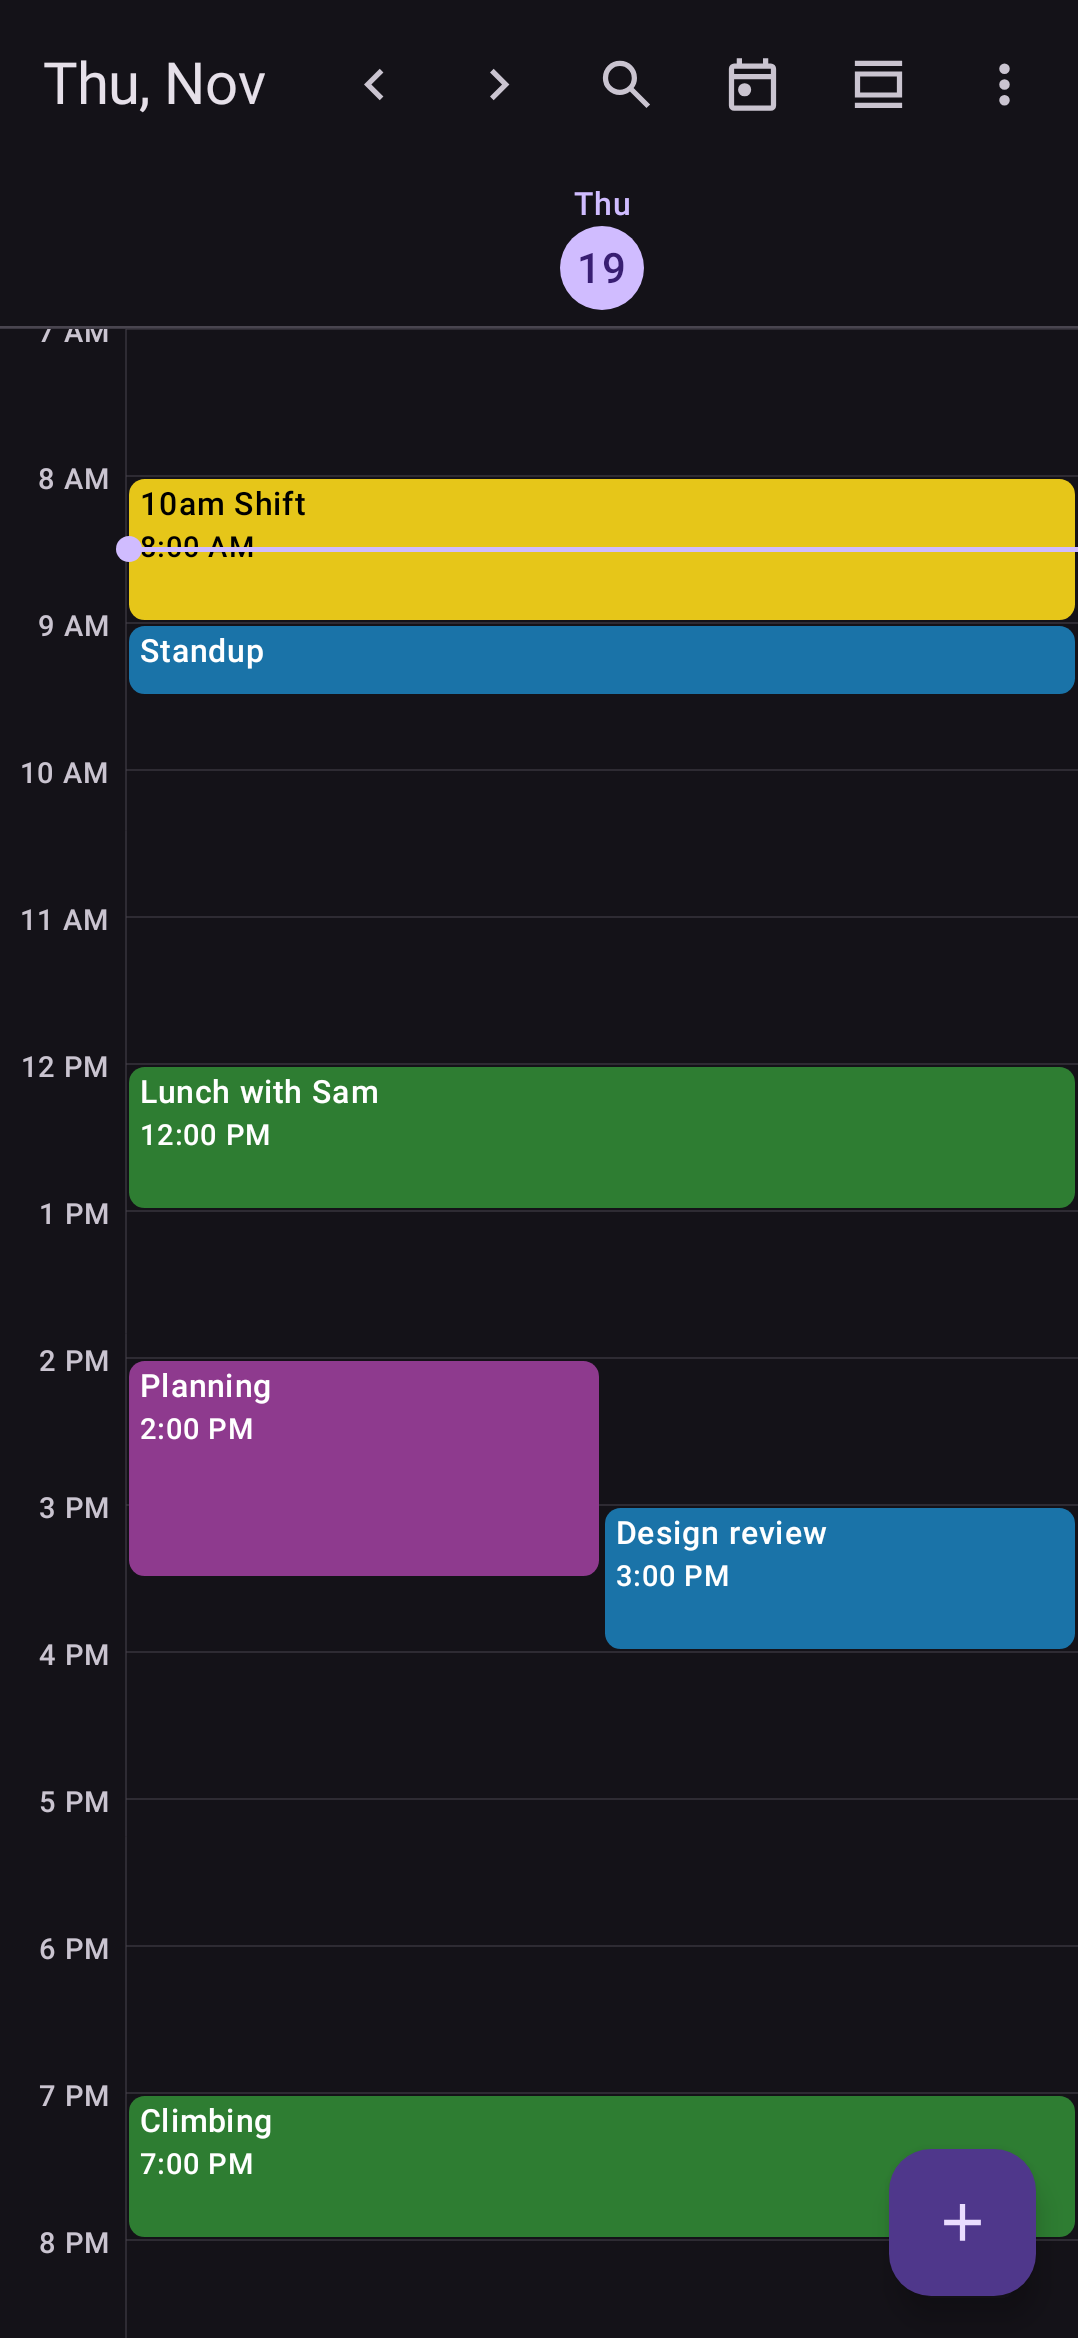 Thu, Nov
Thu
19
7 AM
8 AM
10am Shift
8:00 AM
9 AM
Standup
10 AM
11 AM
12 PM
Lunch with Sam
12:00 PM
1 PM
2 PM
Planning
2:00 PM
3 PM
Design review
3:00 PM
4 PM
5 PM
6 PM
7 PM
Climbing
7:00 PM
8 PM